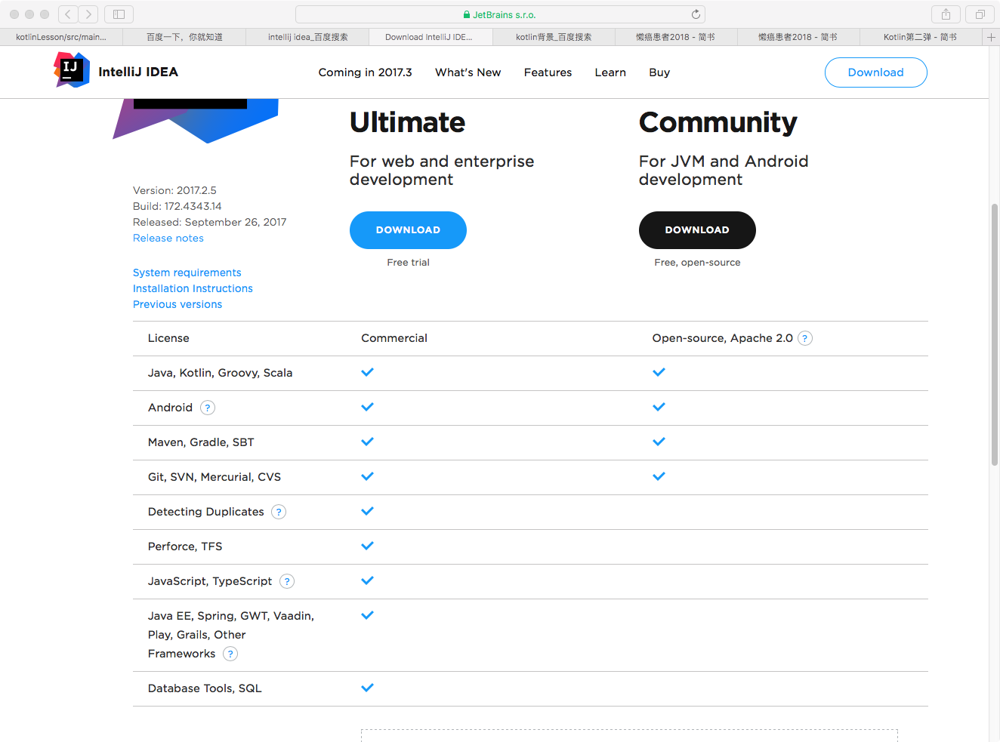 JetBrains s.r.o.
kotlinLesson/src/main...
百度一下，你就知道
intellij idea_百度搜索
Download IntelliJ IDE...
kotlin背景_百度搜索
懒癌患者2018 - 简书
懒癌患者2018 - 简书
Kotlin第二弹 - 简书
IJ
IntelliJ IDEA
Coming in 2017.3
What's New
Features
Learn
Buy
Download
Ultimate
Community
For web and enterprise
development
For JVM and Android
development
Version: 2017.2.5
Build: 172.4343.14
Released: September 26, 2017
Release notes
DOWNLOAD
DOWNLOAD
Free trial
Free, open-source
System requirements
Installation Instructions
Previous versions
License
Commercial
Open-source, Apache 2.0 ?
Java, Kotlin, Groovy, Scala
Android ?
Maven, Gradle, SBT
Git, SVN, Mercurial, CVS
Detecting Duplicates ?
Perforce, TFS
JavaScript, TypeScript ?
Java EE, Spring, GWT, Vaadin,
Play, Grails, Other
Frameworks ?
Database Tools, SQL